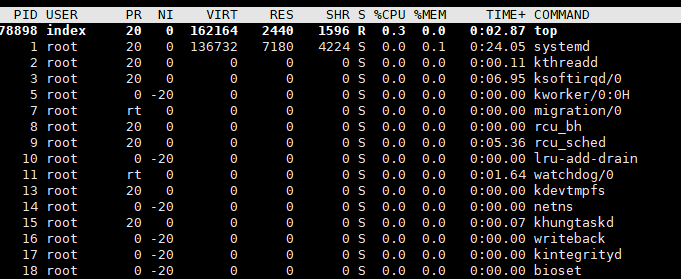 PID USER PR NI VIRT RES SHR S %CPU %MEM TIME+ COMMAND
78898 index 20 0 162164 2440 1596 R 0.3 0.0 0:02.87 top
1 root 20 0 136732 7180 4224 S 0.0 0.1 0:24.05 systemd
2 root 20 0 0 0 0 S 0.0 0.0 0:00.11 kthreadd
3 root 20 0 0 0 0 S 0.0 0.0 0:06.95 ksoftirqd/0
5 root 0 -20 0 0 0 S 0.0 0.0 0:00.00 kworker/0:0H
7 root rt 0 0 0 0 S 0.0 0.0 0:00.00 migration/0
8 root 20 0 0 0 0 S 0.0 0.0 0:00.00 rcu_bh
9 root 20 0 0 0 0 S 0.0 0.0 0:05.36 rcu_sched
10 root 0 -20 0 0 0 S 0.0 0.0 0:00.00 lru-add-drain
11 root rt 0 0 0 0 S 0.0 0.0 0:01.64 watchdog/0
13 root 20 0 0 0 0 S 0.0 0.0 0:00.00 kdevtmpfs
14 root 0 -20 0 0 0 S 0.0 0.0 0:00.00 netns
15 root 20 0 0 0 0 S 0.0 0.0 0:00.07 khungtaskd
16 root 0 -20 0 0 0 S 0.0 0.0 0:00.00 writeback
17 root 0 -20 0 0 0 S 0.0 0.0 0:00.00 kintegrityd
18 root 0 -20 0 0 0 S 0.0 0.0 0:00.00 bioset